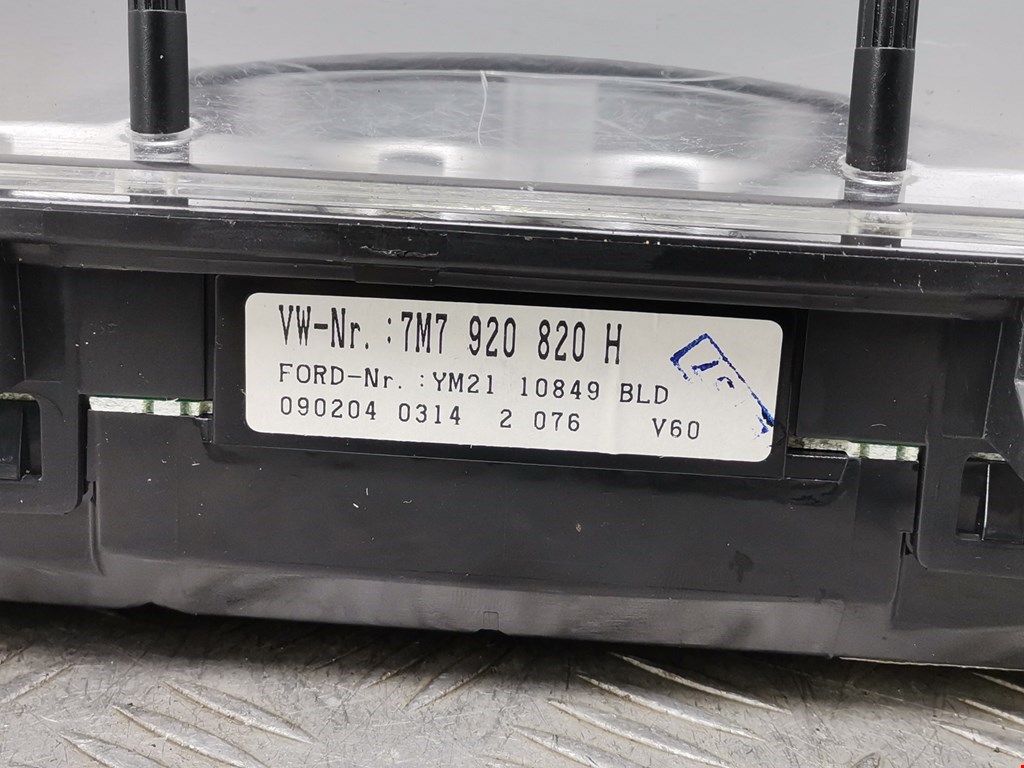 VW-Nr. :7M7 920 820 H
FORD-Nr. :YM21 10849 BLD
090204 0314 2 076 V60